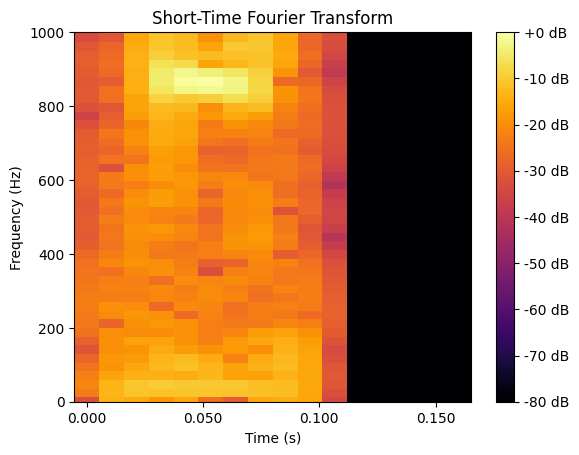 Short-Time Fourier Transform
1000
800
600
400
200
0
Frequency (Hz)
0.000
0.050
0.100
0.150
Time (s)
+0 dB
-10 dB
-20 dB
-30 dB
-40 dB
-50 dB
-60 dB
-70 dB
-80 dB